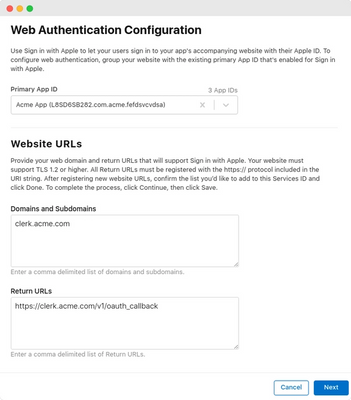 Web Authentication Configuration
Use Sign in with Apple to let your users sign in to your app's accompanying website with their Apple ID. To
configure web authentication, group your website with the existing primary App ID that's enabled for Sign in
with Apple.
Primary App ID
3 App IDs
Acme App (L8SD6SB282.com.acme.fefdsvcvdsa)
Website URLs
Provide your web domain and return URLs that will support Sign in with Apple. Your website must
support TLS 1.2 or higher. All Return URLs must be registered with the https:// protocol included in the
URI string. After registering new website URLs, confirm the list you'd like to add to this Services ID and
click Done. To complete the process, click Continue, then click Save.
Domains and Subdomains
clerk.acme.com
Enter a comma delimited list of domains and subdomains.
Return URLs
https://clerk.acme.com/v1/oauth_callback
Enter a comma delimited list of Return URLs.
Cancel
Next